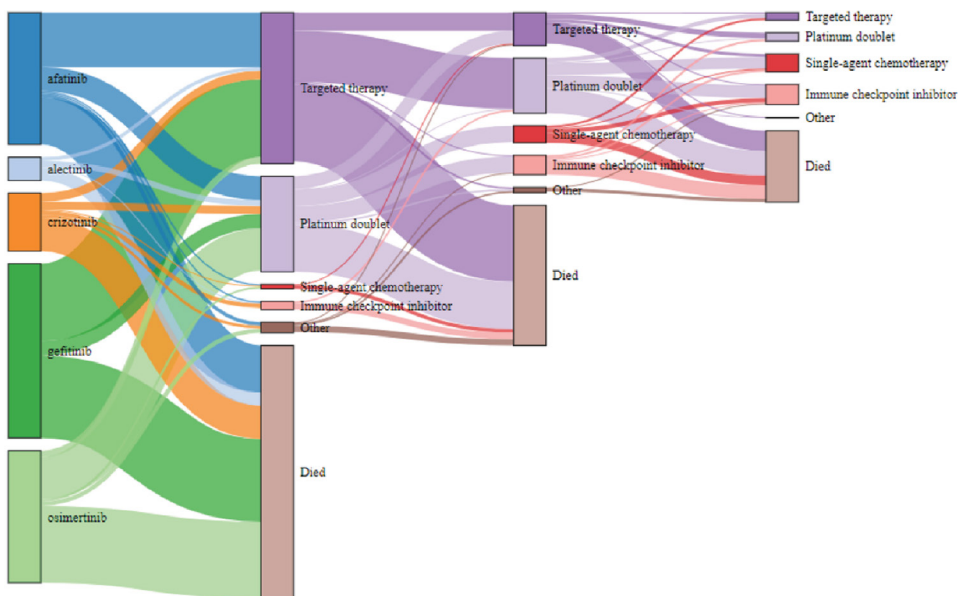 afatinib
alectinib
crizotinib
gefitinib
osimertinib
Targeted therapy
Platinum doublet
Single-agent chemotherapy
Immune checkpoint inhibitor
Other
Died
Targeted therapy
Platinum doublet
Single-agent chemotherapy
Immune checkpoint inhibitor
Other
Died
Targeted therapy
Platinum doublet
Single-agent chemotherapy
Immune checkpoint inhibitor
Other
Died